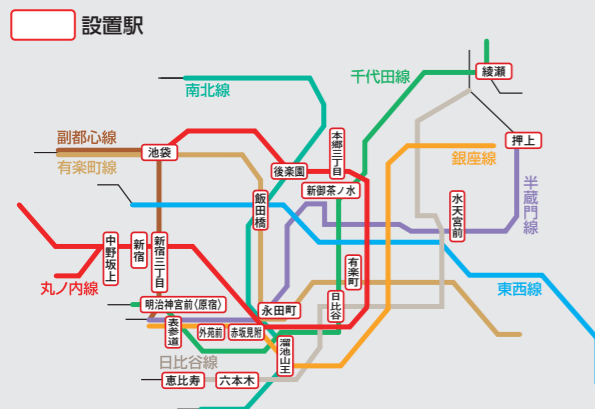 設置駅
南北線
千代田線
綾瀬
副都心線
池袋
本郷三丁目
押上
有楽町線
後楽園
銀座線
新御茶ノ水
半蔵門線
飯田橋
水天宮前
中野坂上
新宿
新宿三丁目
有楽町
丸ノ内線
東西線
明治神宮前〈原宿〉
永田町
日比谷
表参道
外苑前
赤坂見附
溜池山王
日比谷線
恵比寿
六本木